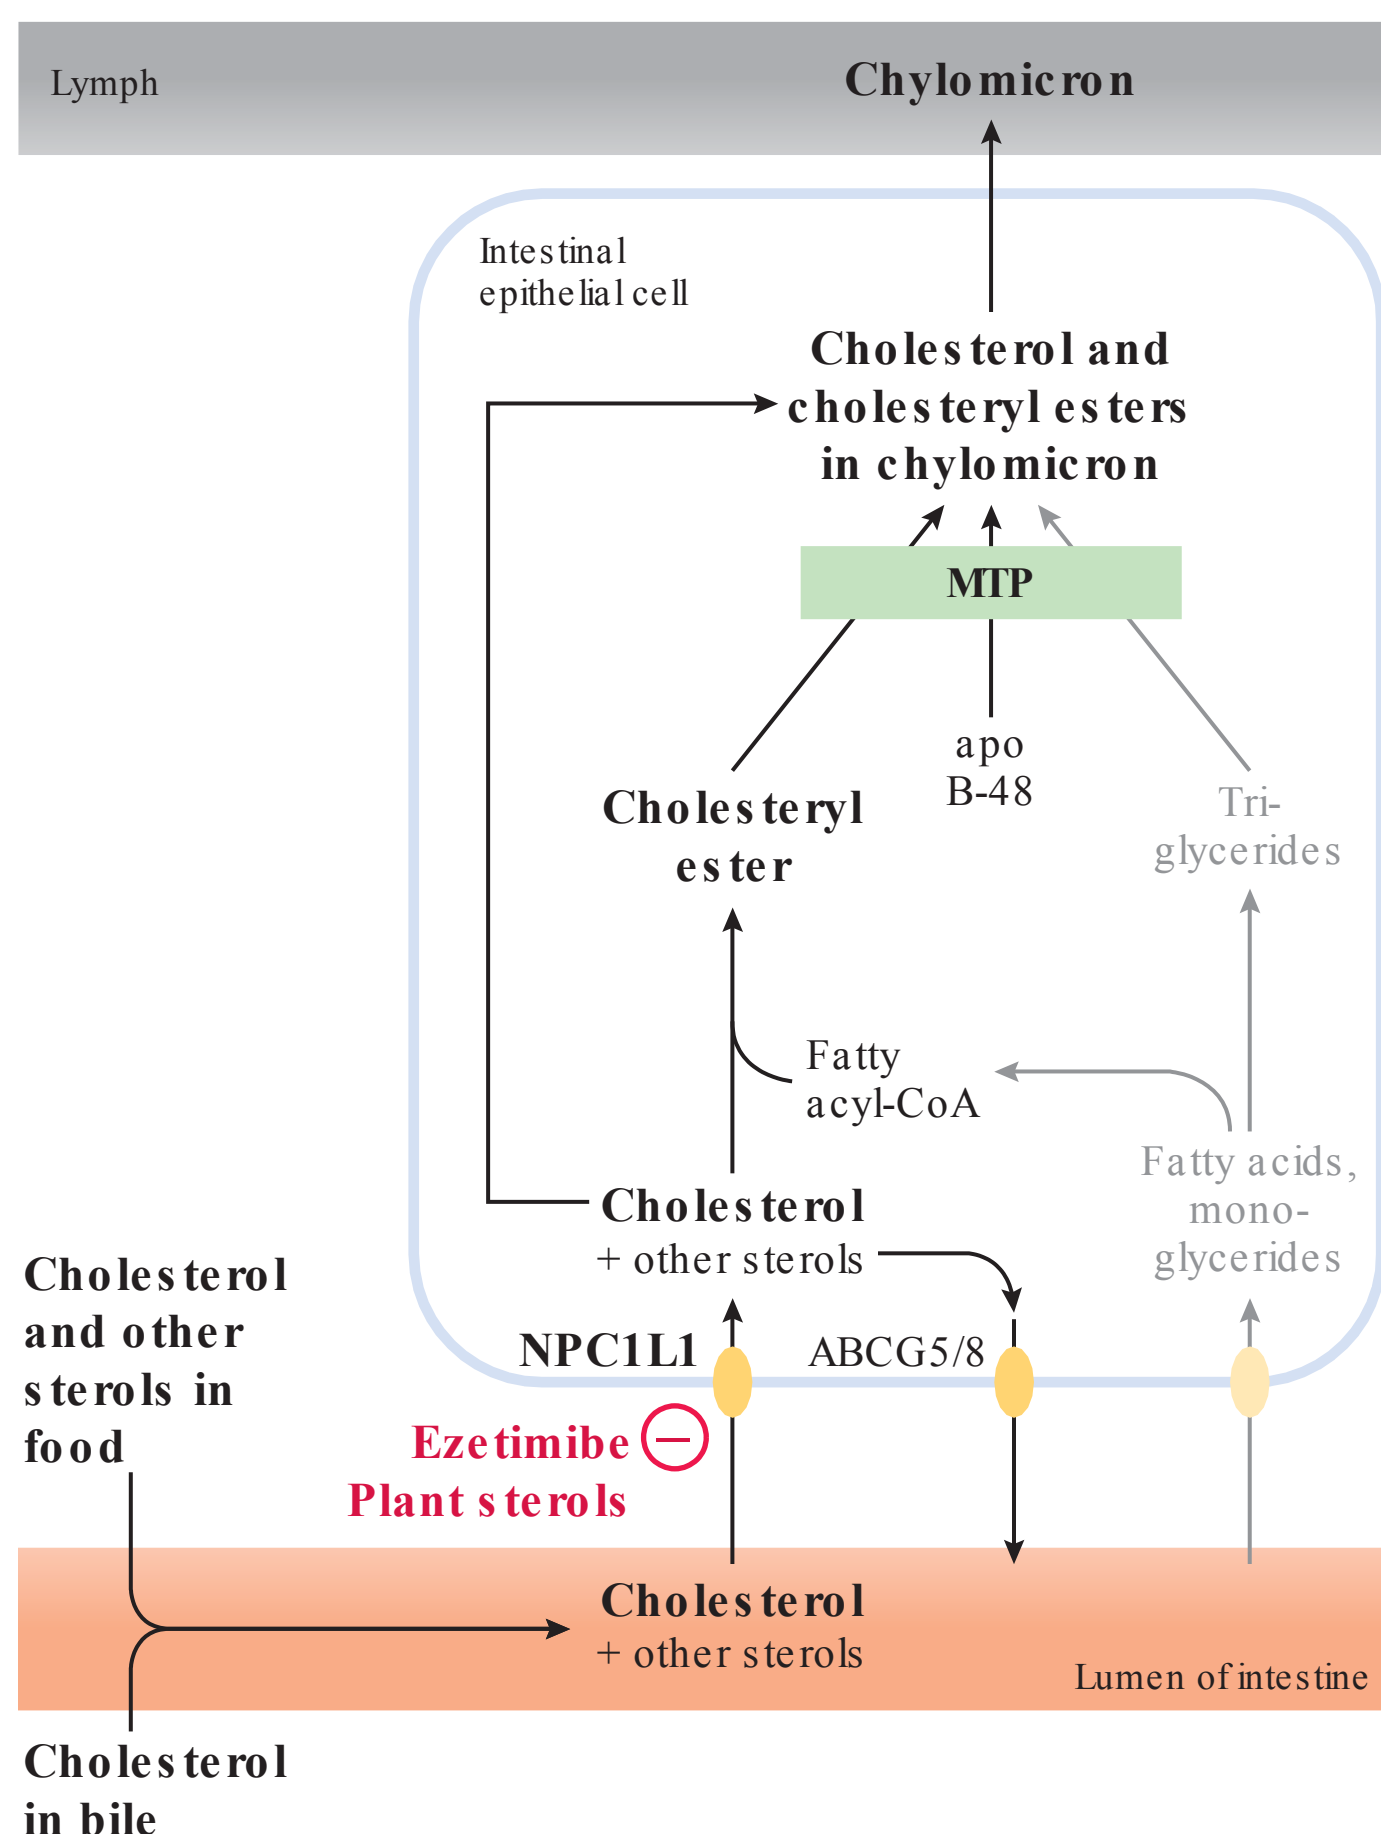 Lymph
Chylomicron
Intestinal
epithelial cell
Cholesterol and
cholesteryl esters
in chylomicron
MTP
apo
B-48
Cholesteryl
ester
Tri-
glycerides
Fatty
acyl-CoA
Fatty acids,
mono-
glycerides
Cholesterol
+ other sterols
Cholesterol
and other
sterols in
food
NPC1L1
ABCG5/8
Ezetimibe
Plant sterols
Cholesterol
+ other sterols
Lumen of intestine
Cholesterol
in bile